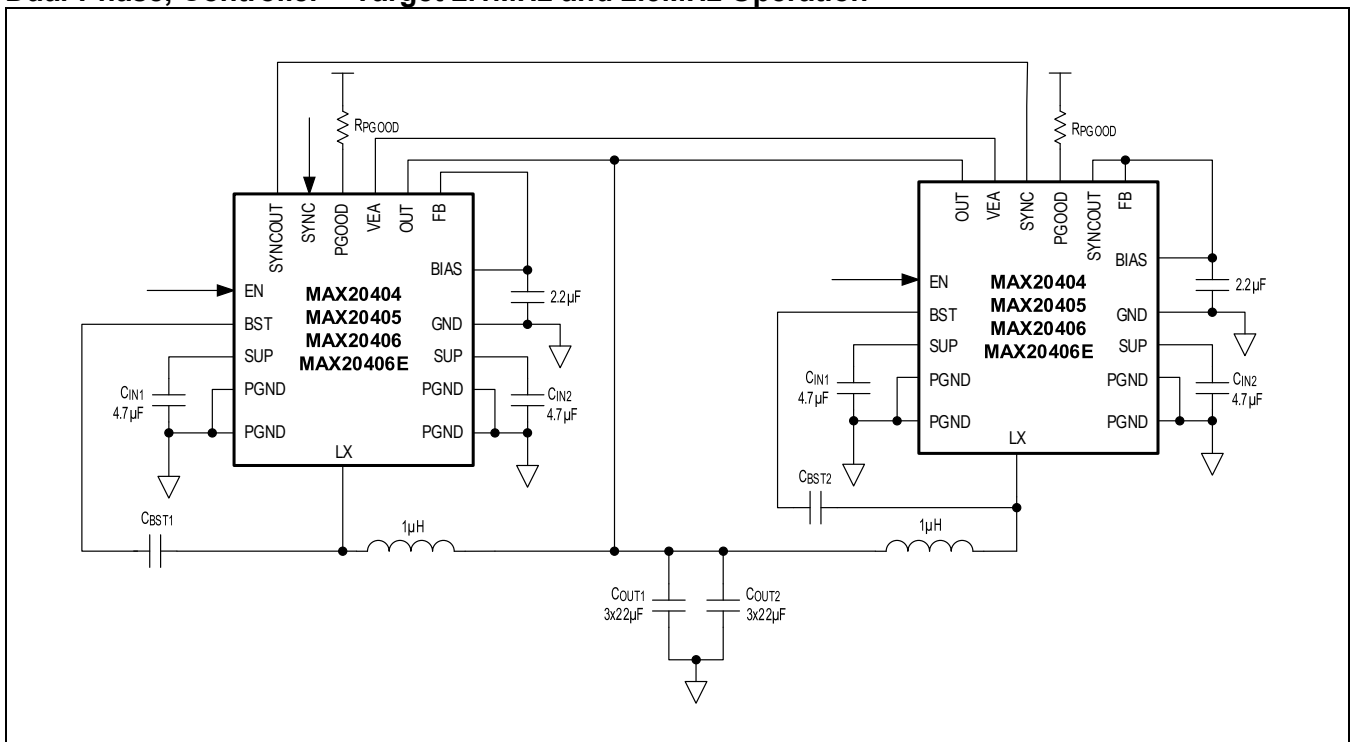 Dual Phase, Controller – Target 2.1MHz and 1.5MHz Operation
RPGOOD
RPGOOD
SYNCOUT
SYNC
PGOOD
VEA
OUT
FB
EN
BST
SUP
PGND
PGND
MAX20404
MAX20405
MAX20406
MAX20406E
BIAS
GND
SUP
PGND
PGND
LX
2.2µF
CIN1
4.7µF
CIN2
4.7µF
CBST1
1µH
OUT
VEA
SYNC
PGOOD
SYNCOUT
FB
EN
BST
SUP
PGND
PGND
MAX20404
MAX20405
MAX20406
MAX20406E
BIAS
GND
SUP
PGND
PGND
LX
2.2µF
CIN1
4.7µF
CIN2
4.7µF
CBST2
1µH
COUT1
3x22µF
COUT2
3x22µF